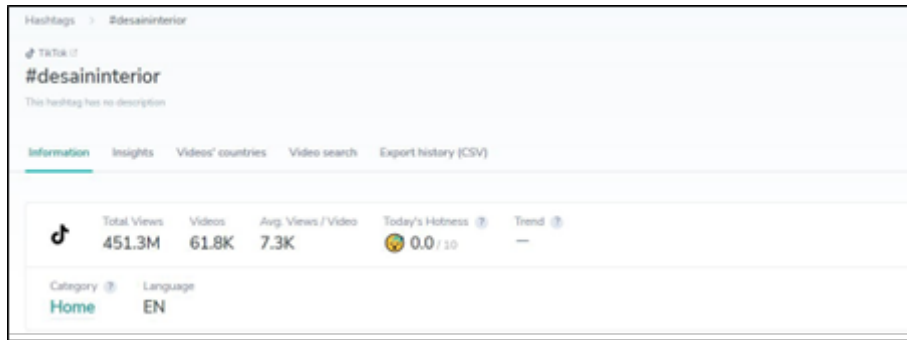 Hashtags > #desaininterior
TikTok
#desaininterior
This hashtag has no description
Information Insights Videos' countries Video search Export history (CSV)
Total Views Videos Avg. Views / Video Today's Hotness ? Trend ?
451.3M 61.8K 7.3K 0.0 / 10 —
Category ? Language
Home EN